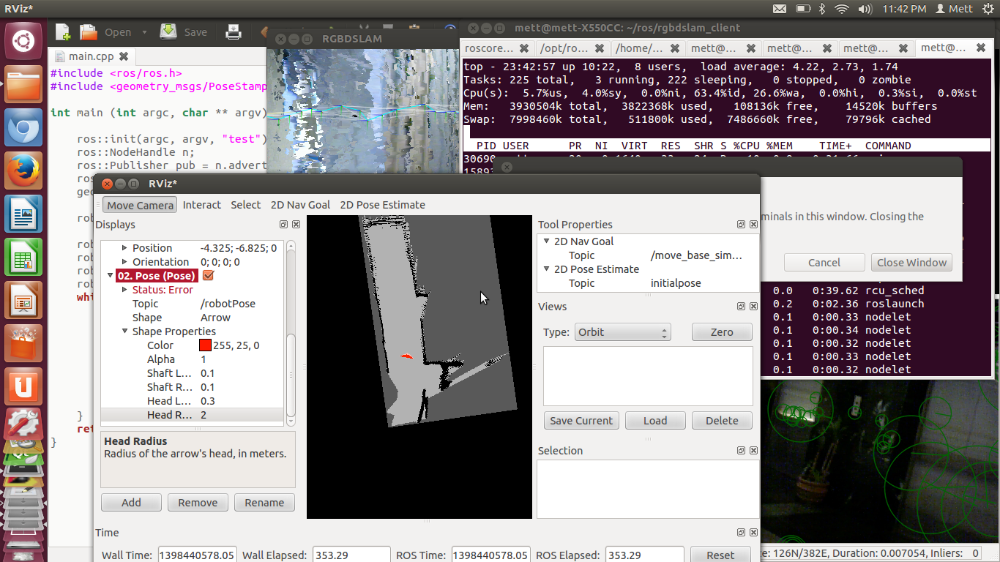 RViz*
11:42 PM
Mett
Open
Save
main.cpp
#include <ros/ros.h>
#include <geometry_msgs/PoseStamp
int main (int argc, char ** argv)
ros::init(argc, argv, "test")
ros::NodeHandle n;
ros::Publisher pub = n.advert
ro
geo
rob
rob
rob
rob
rob
whi
}
ret
}
RGBDSLAM
mett@mett-X550CC: ~/ros/rgbdslam_client
roscore...
/opt/ro...
/home/...
mett@...
mett@...
mett@...
mett@...
top - 23:42:57 up 10:22, 8 users, load average: 4.22, 2.73, 1.74
Tasks: 225 total, 3 running, 222 sleeping, 0 stopped, 0 zombie
Cpu(s): 5.7%us, 4.0%sy, 0.0%ni, 63.4%id, 26.6%wa, 0.0%hi, 0.3%si, 0.0%st
Mem: 3930504k total, 3822368k used, 108136k free, 14520k buffers
Swap: 7998460k total, 511800k used, 7486660k free, 79796k cached
PID USER PR NI VIRT RES SHR S %CPU %MEM TIME+ COMMAND
30690
minals in this window. Closing the
Cancel
Close Window
0.0 0:39.62 rcu_sched
0.2 0:02.36 roslaunch
0.1 0:00.33 nodelet
0.1 0:00.34 nodelet
0.1 0:00.32 nodelet
0.1 0:00.33 nodelet
0.1 0:00.32 nodelet
RViz*
Move Camera
Interact
Select
2D Nav Goal
2D Pose Estimate
Displays
Position -4.325; -6.825; 0
Orientation 0; 0; 0; 0
02. Pose (Pose)
Status: Error
Topic /robotPose
Shape Arrow
Shape Properties
Color 255, 25, 0
Alpha 1
Shaft L... 0.1
Shaft R... 0.1
Head L... 0.3
Head R... 2
Head Radius
Radius of the arrow's head, in meters.
Add
Remove
Rename
Tool Properties
2D Nav Goal
Topic /move_base_sim...
2D Pose Estimate
Topic initialpose
Views
Type: Orbit
Zero
Save Current
Load
Delete
Selection
Time
Wall Time: 1398440578.05
Wall Elapsed: 353.29
ROS Time: 1398440578.05
ROS Elapsed: 353.29
Reset
e: 126N/382E, Duration: 0.007054, Inliers: 0